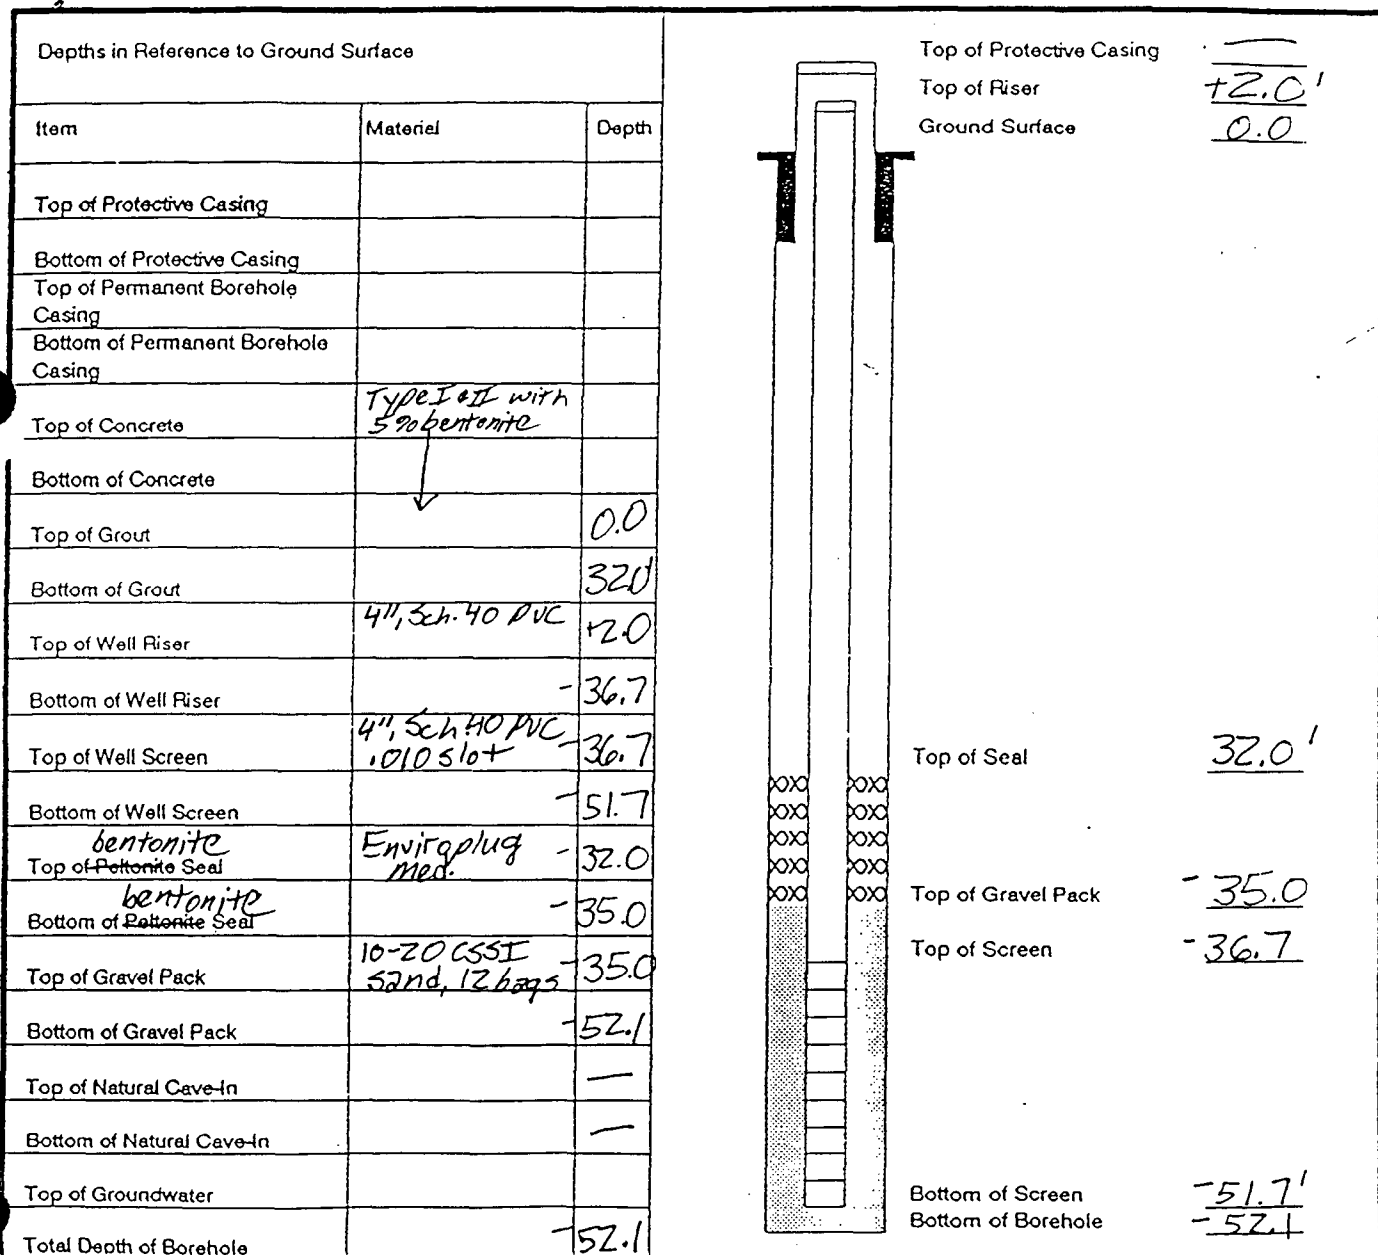 Depths in Reference to Ground Surface
Item Material Depth
Top of Protective Casing
Bottom of Protective Casing
Top of Permanent Borehole
Casing
Bottom of Permanent Borehole
Casing
Type I & II with
Top of Concrete 5% bentonite
Bottom of Concrete
Top of Grout 0.0
Bottom of Grout 32.0
Top of Well Riser 4", Sch. 40 PVC +2.0
Bottom of Well Riser -36.7
4", Sch 40 PVC
Top of Well Screen .010 slot -36.7
Bottom of Well Screen -51.7
bentonite Enviroplug
Top of Peltonite Seal med. -32.0
bentonite
Bottom of Peltonite Seal -35.0
10-20 CSSI
Top of Gravel Pack sand, 12 bags -35.0
Bottom of Gravel Pack -52.1
Top of Natural Cave-In —
Bottom of Natural Cave-In —
Top of Groundwater
Total Depth of Borehole -52.1
Top of Protective Casing —
Top of Riser +2.0'
Ground Surface 0.0
Top of Seal 32.0'
Top of Gravel Pack -35.0
Top of Screen -36.7
Bottom of Screen -51.7'
Bottom of Borehole -52.1